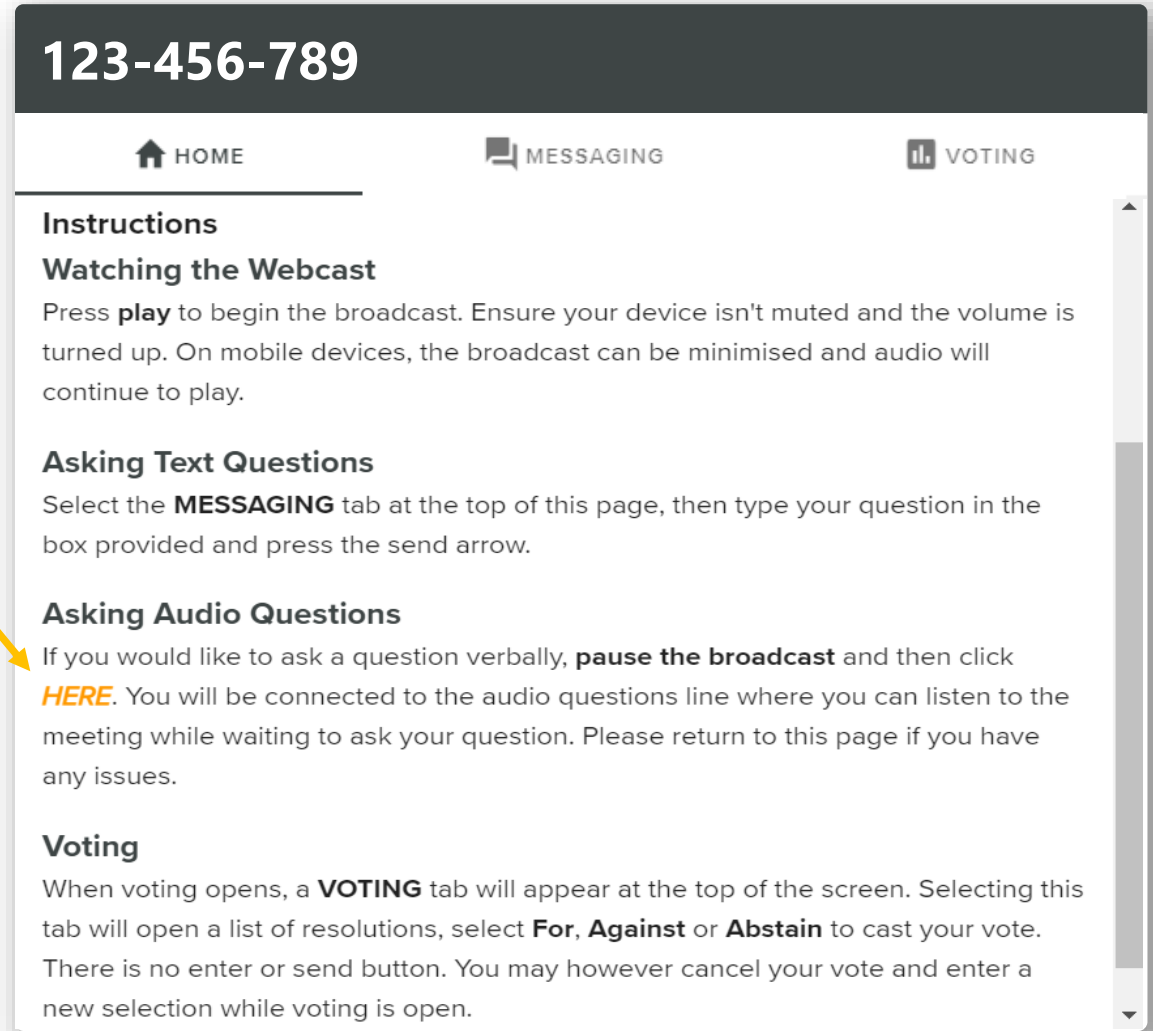 123-456-789
HOME
MESSAGING
VOTING
Instructions
Watching the Webcast
Press play to begin the broadcast. Ensure your device isn't muted and the volume is
turned up. On mobile devices, the broadcast can be minimised and audio will
continue to play.
Asking Text Questions
Select the MESSAGING tab at the top of this page, then type your question in the
box provided and press the send arrow.
Asking Audio Questions
If you would like to ask a question verbally, pause the broadcast and then click
HERE. You will be connected to the audio questions line where you can listen to the
meeting while waiting to ask your question. Please return to this page if you have
any issues.
Voting
When voting opens, a VOTING tab will appear at the top of the screen. Selecting this
tab will open a list of resolutions, select For, Against or Abstain to cast your vote.
There is no enter or send button. You may however cancel your vote and enter a
new selection while voting is open.